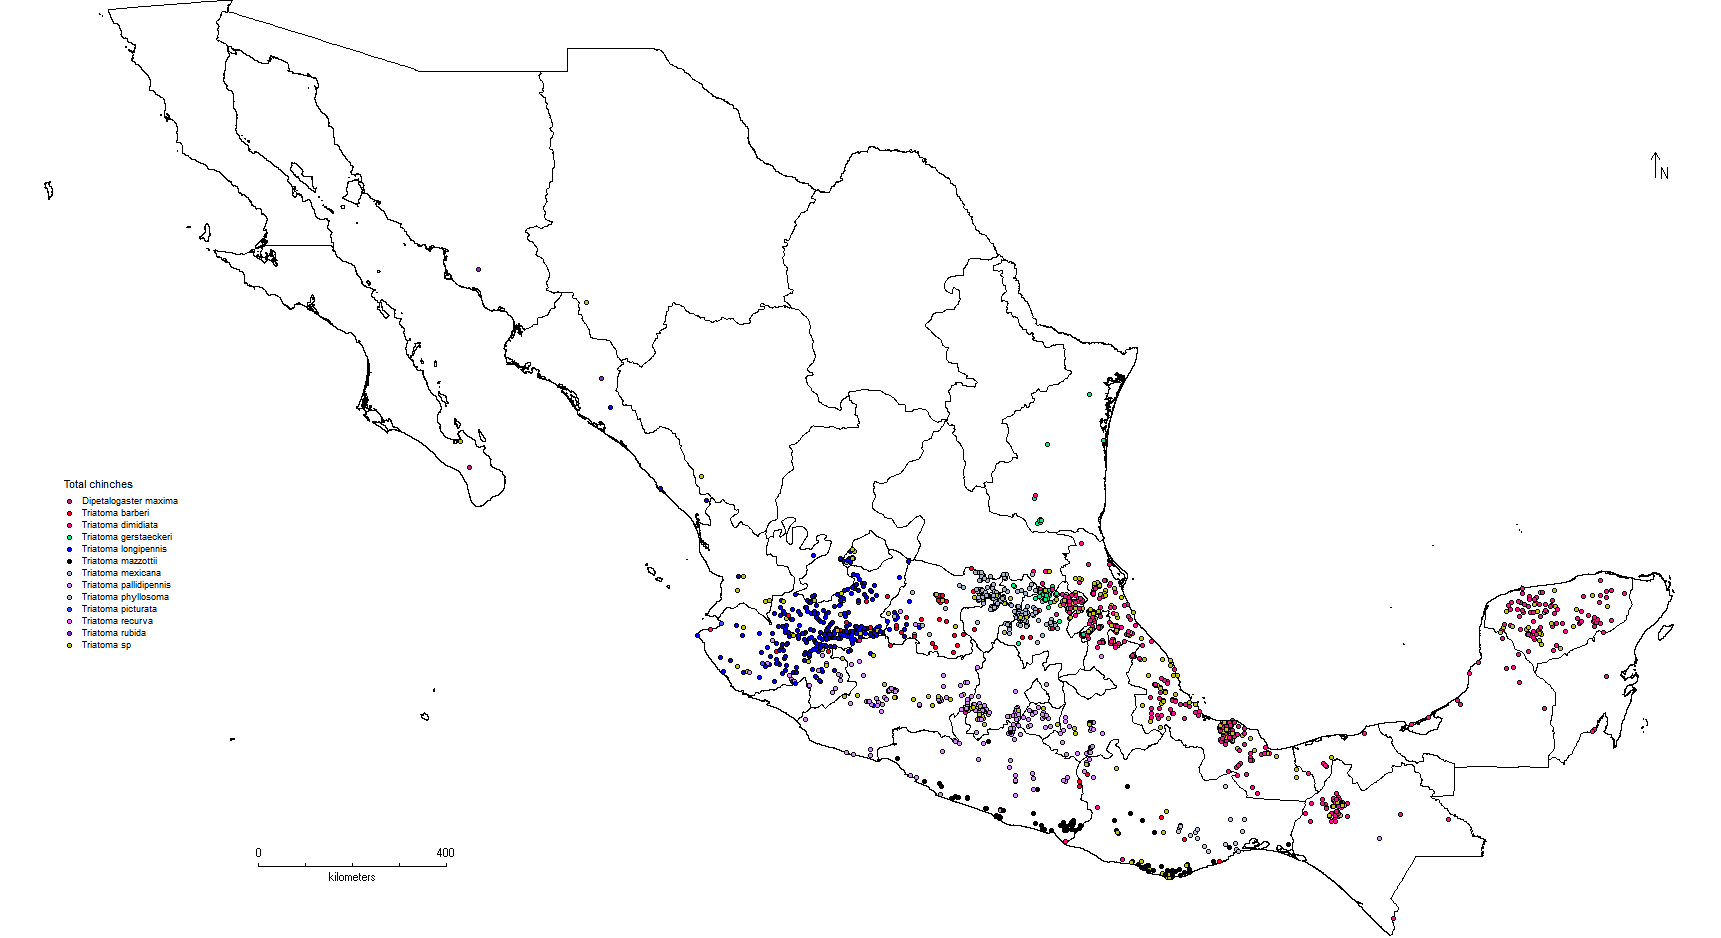 N
Total chinches
Dipetalogaster maxima
Triatoma barberi
Triatoma dimidiata
Triatoma gerstaeckeri
Triatoma longipennis
Triatoma mazzottii
Triatoma mexicana
Triatoma pallidipennis
Triatoma phyllosoma
Triatoma picturata
Triatoma recurva
Triatoma rubida
Triatoma sp
0 400
kilometers